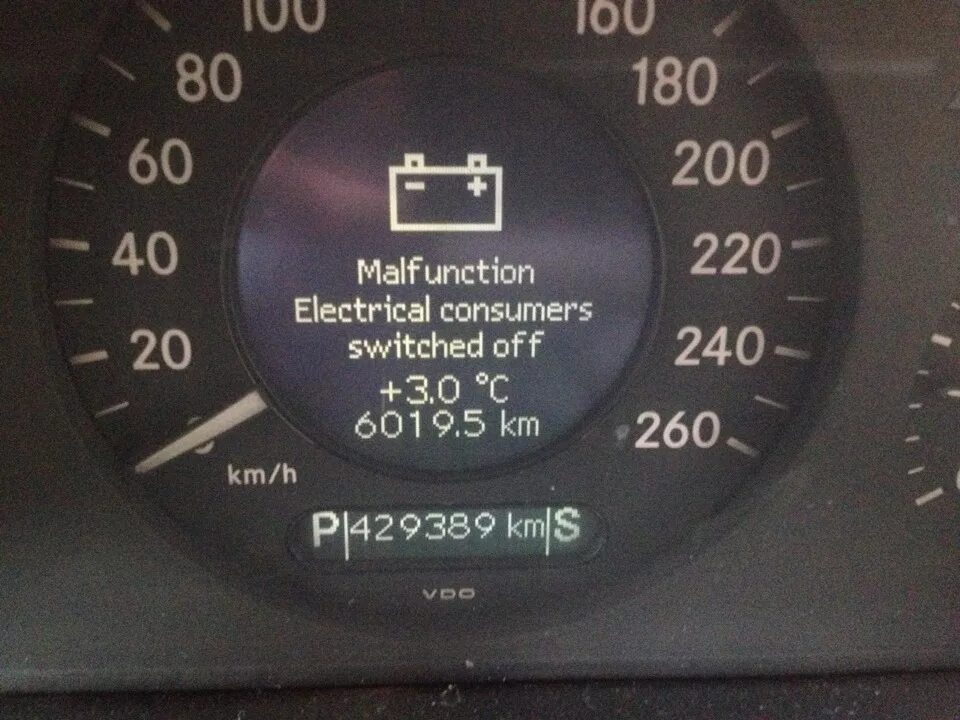 100
160
80
180
60
200
40
220
20
240
260
- +
Malfunction
Electrical consumers
switched off
+3.0 °C
6019.5 km
km/h
P 429389 km S
VDO